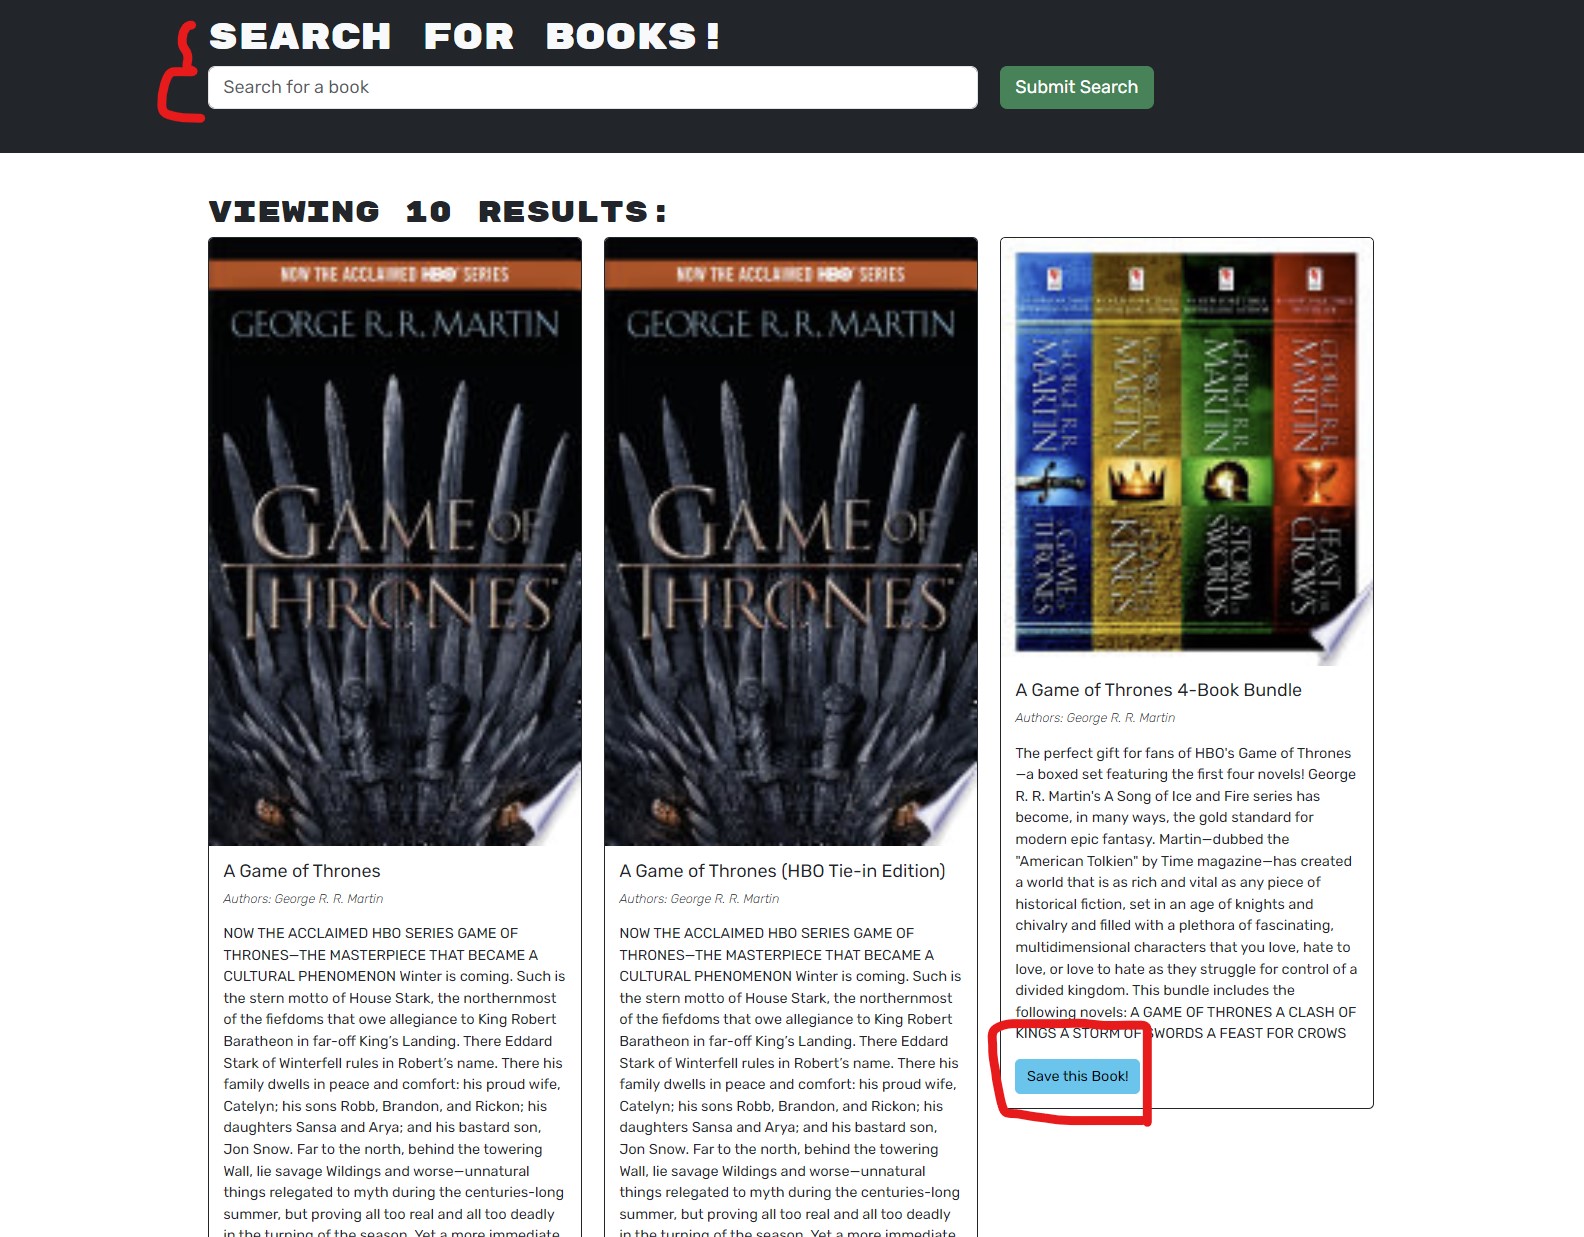 SEARCH FOR BOOKS!
Search for a book
Submit Search
VIEWING 10 RESULTS:
NOW THE ACCLAIMED HBO SERIES
GEORGE R. R. MARTIN
GAME OF
THRONES
A Game of Thrones
Authors: George R. R. Martin
NOW THE ACCLAIMED HBO SERIES GAME OF
THRONES—THE MASTERPIECE THAT BECAME A
CULTURAL PHENOMENON Winter is coming. Such is
the stern motto of House Stark, the northernmost
of the fiefdoms that owe allegiance to King Robert
Baratheon in far-off King’s Landing. There Eddard
Stark of Winterfell rules in Robert’s name. There his
family dwells in peace and comfort: his proud wife,
Catelyn; his sons Robb, Brandon, and Rickon; his
daughters Sansa and Arya; and his bastard son,
Jon Snow. Far to the north, behind the towering
Wall, lie savage Wildings and worse—unnatural
things relegated to myth during the centuries-long
summer, but proving all too real and all too deadly
in the turning of the season. Yet a more immediate
NOW THE ACCLAIMED HBO SERIES
GEORGE R. R. MARTIN
GAME OF
THRONES
A Game of Thrones (HBO Tie-in Edition)
Authors: George R. R. Martin
NOW THE ACCLAIMED HBO SERIES GAME OF
THRONES—THE MASTERPIECE THAT BECAME A
CULTURAL PHENOMENON Winter is coming. Such is
the stern motto of House Stark, the northernmost
of the fiefdoms that owe allegiance to King Robert
Baratheon in far-off King’s Landing. There Eddard
Stark of Winterfell rules in Robert’s name. There his
family dwells in peace and comfort: his proud wife,
Catelyn; his sons Robb, Brandon, and Rickon; his
daughters Sansa and Arya; and his bastard son,
Jon Snow. Far to the north, behind the towering
Wall, lie savage Wildings and worse—unnatural
things relegated to myth during the centuries-long
summer, but proving all too real and all too deadly
in the turning of the season. Yet a more immediate
GEORGE R.R.
MARTIN
A GAME OF
THRONES
GEORGE R.R.
MARTIN
A CLASH OF
KINGS
GEORGE R.R.
MARTIN
A STORM OF
SWORDS
GEORGE R.R.
MARTIN
A FEAST FOR
CROWS
A Game of Thrones 4-Book Bundle
Authors: George R. R. Martin
The perfect gift for fans of HBO's Game of Thrones
—a boxed set featuring the first four novels! George
R. R. Martin's A Song of Ice and Fire series has
become, in many ways, the gold standard for
modern epic fantasy. Martin—dubbed the
"American Tolkien" by Time magazine—has created
a world that is as rich and vital as any piece of
historical fiction, set in an age of knights and
chivalry and filled with a plethora of fascinating,
multidimensional characters that you love, hate to
love, or love to hate as they struggle for control of a
divided kingdom. This bundle includes the
following novels: A GAME OF THRONES A CLASH OF
KINGS A STORM OF SWORDS A FEAST FOR CROWS
Save this Book!